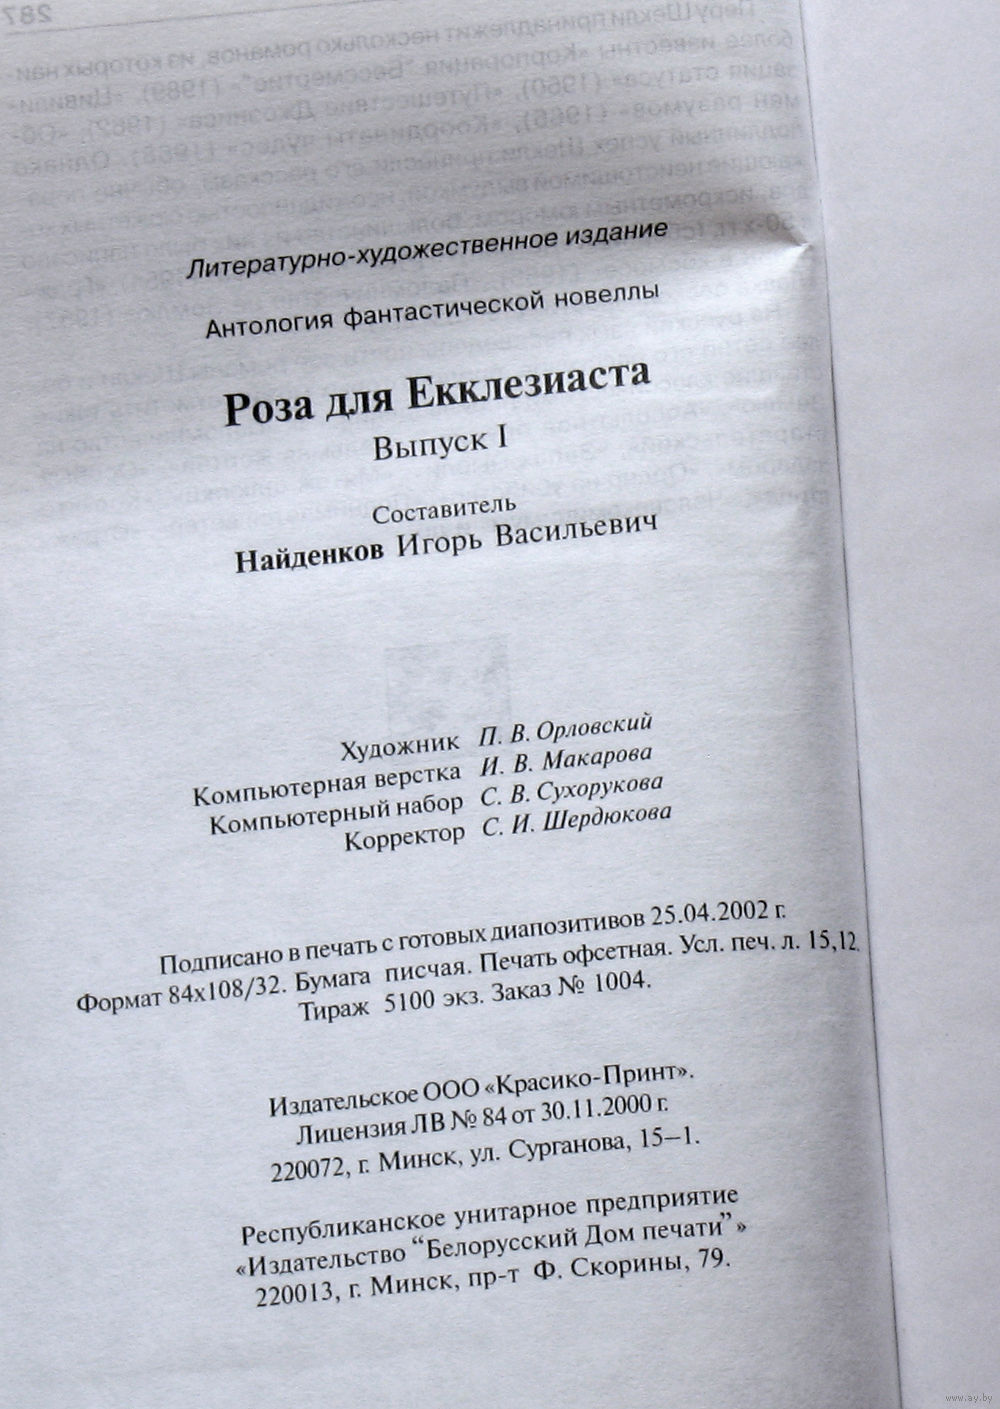 Литературно-художественное издание
Антология фантастической новеллы
Роза для Екклезиаста
Выпуск I
Составитель
Найденков Игорь Васильевич
Художник П. В. Орловский
Компьютерная верстка И. В. Макарова
Компьютерный набор С. В. Сухорукова
Корректор С. И. Шердюкова
Подписано в печать с готовых диапозитивов 25.04.2002 г.
Формат 84х108/32. Бумага писчая. Печать офсетная. Усл. печ. л. 15,12.
Тираж 5100 экз. Заказ № 1004.
Издательское ООО «Красико-Принт».
Лицензия ЛВ № 84 от 30.11.2000 г.
220072, г. Минск, ул. Сурганова, 15–1.
Республиканское унитарное предприятие
«Издательство “Белорусский Дом печати”»
220013, г. Минск, пр-т Ф. Скорины, 79.
www.ay.by